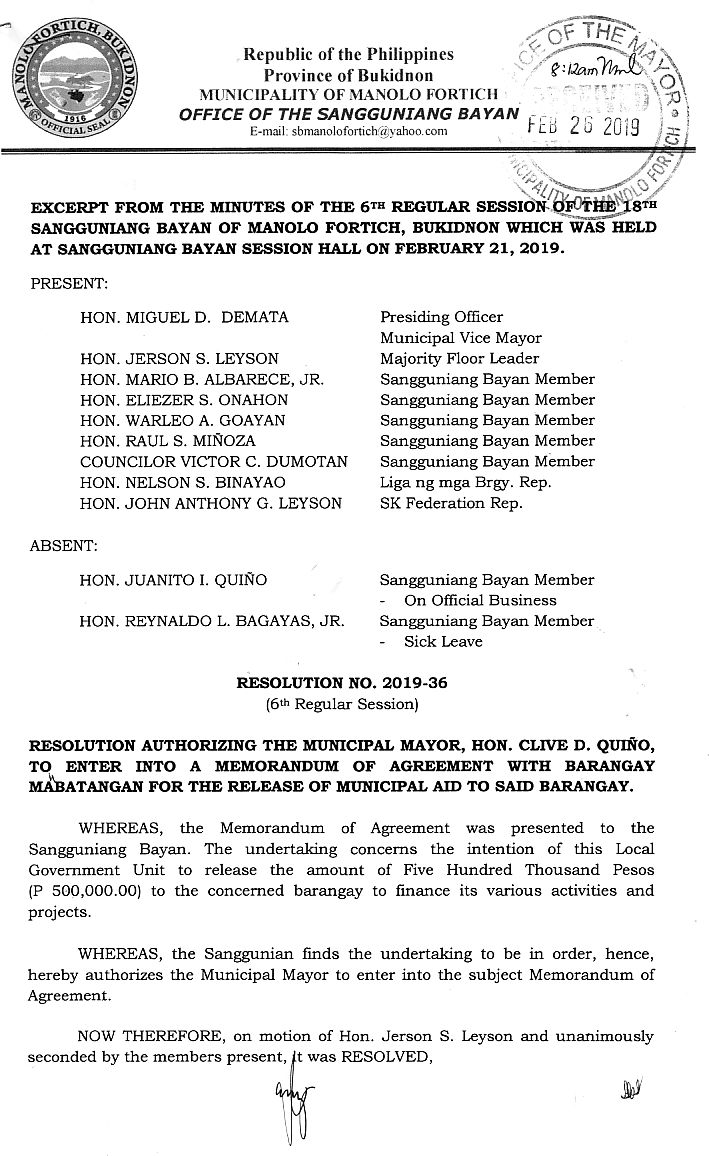 MANOLO FORTICH, BUKIDNON
1916
OFFICIAL SEAL
Republic of the Philippines
Province of Bukidnon
MUNICIPALITY OF MANOLO FORTICH
OFFICE OF THE SANGGUNIANG BAYAN
E-mail: sbmanolofortich@yahoo.com
OFFICE OF THE MAYOR
8:12am
RECEIVED
FEB 26 2019
MUNICIPALITY OF MANOLO FORTICH
EXCERPT FROM THE MINUTES OF THE 6TH REGULAR SESSION OF THE 18TH
SANGGUNIANG BAYAN OF MANOLO FORTICH, BUKIDNON WHICH WAS HELD
AT SANGGUNIANG BAYAN SESSION HALL ON FEBRUARY 21, 2019.
PRESENT:
HON. MIGUEL D. DEMATA Presiding Officer
Municipal Vice Mayor
HON. JERSON S. LEYSON Majority Floor Leader
HON. MARIO B. ALBARECE, JR. Sangguniang Bayan Member
HON. ELIEZER S. ONAHON Sangguniang Bayan Member
HON. WARLEO A. GOAYAN Sangguniang Bayan Member
HON. RAUL S. MIÑOZA Sangguniang Bayan Member
COUNCILOR VICTOR C. DUMOTAN Sangguniang Bayan Member
HON. NELSON S. BINAYAO Liga ng mga Brgy. Rep.
HON. JOHN ANTHONY G. LEYSON SK Federation Rep.
ABSENT:
HON. JUANITO I. QUIÑO Sangguniang Bayan Member
- On Official Business
HON. REYNALDO L. BAGAYAS, JR. Sangguniang Bayan Member
- Sick Leave
RESOLUTION NO. 2019-36
(6th Regular Session)
RESOLUTION AUTHORIZING THE MUNICIPAL MAYOR, HON. CLIVE D. QUIÑO,
TO ENTER INTO A MEMORANDUM OF AGREEMENT WITH BARANGAY
MABATANGAN FOR THE RELEASE OF MUNICIPAL AID TO SAID BARANGAY.
WHEREAS, the Memorandum of Agreement was presented to the
Sangguniang Bayan. The undertaking concerns the intention of this Local
Government Unit to release the amount of Five Hundred Thousand Pesos
(P 500,000.00) to the concerned barangay to finance its various activities and
projects.
WHEREAS, the Sanggunian finds the undertaking to be in order, hence,
hereby authorizes the Municipal Mayor to enter into the subject Memorandum of
Agreement.
NOW THEREFORE, on motion of Hon. Jerson S. Leyson and unanimously
seconded by the members present, it was RESOLVED,